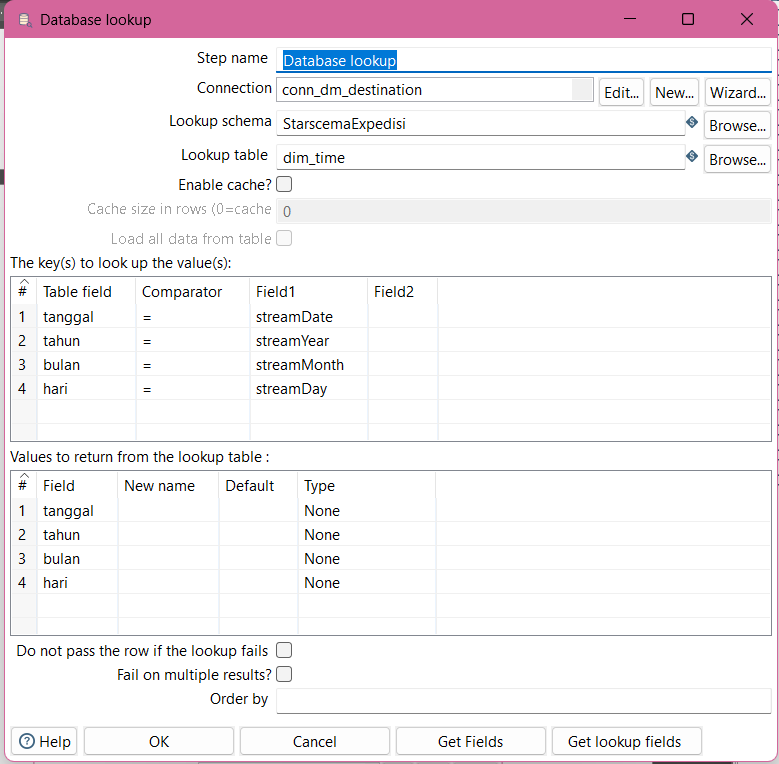 Database lookup
Step name Database lookup
Connection conn_dm_destination Edit... New... Wizard...
Lookup schema StarscemaExpedisi Browse...
Lookup table dim_time Browse...
Enable cache?
Cache size in rows (0=cache 0
Load all data from table
The key(s) to look up the value(s):
# Table field Comparator Field1 Field2
1 tanggal = streamDate
2 tahun = streamYear
3 bulan = streamMonth
4 hari = streamDay
Values to return from the lookup table :
# Field New name Default Type
1 tanggal None
2 tahun None
3 bulan None
4 hari None
Do not pass the row if the lookup fails
Fail on multiple results?
Order by
Help OK Cancel Get Fields Get lookup fields